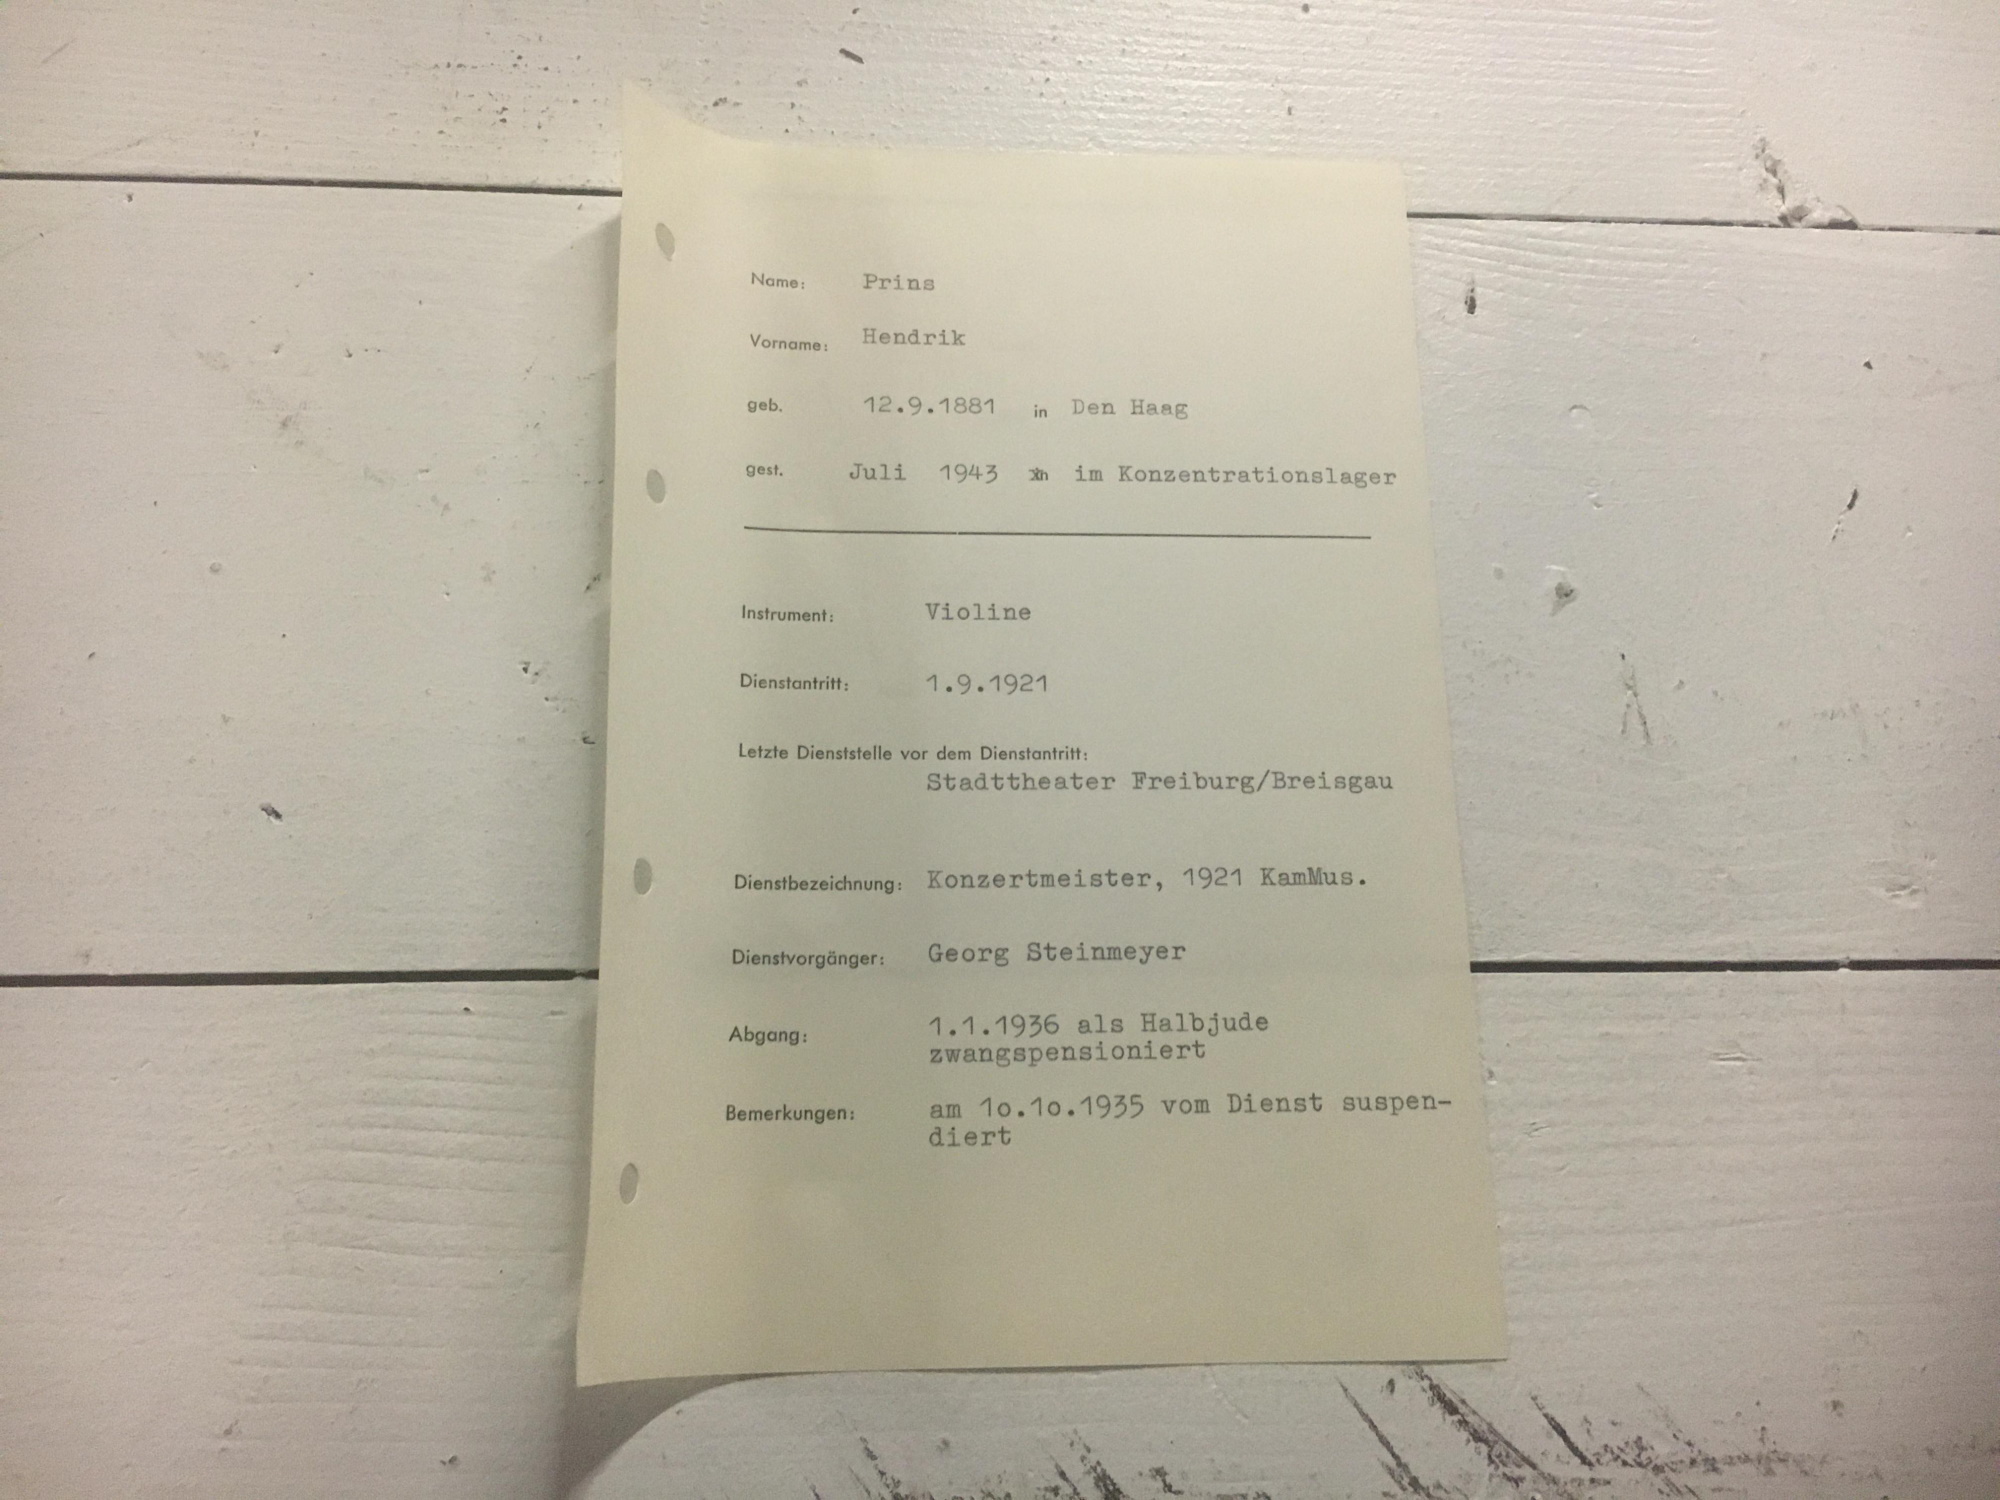 Name: Prins
Vorname: Hendrik
geb. 12.9.1881 in Den Haag
gest. Juli 1943 im Konzentrationslager
Instrument: Violine
Dienstantritt: 1.9.1921
Letzte Dienststelle vor dem Dienstantritt:
Stadttheater Freiburg/Breisgau
Dienstbezeichnung: Konzertmeister, 1921 KamMus.
Dienstvorgänger: Georg Steinmeyer
Abgang: 1.1.1936 als Halbjude
zwangspensioniert
Bemerkungen: am 1o.1o.1935 vom Dienst suspen-
diert